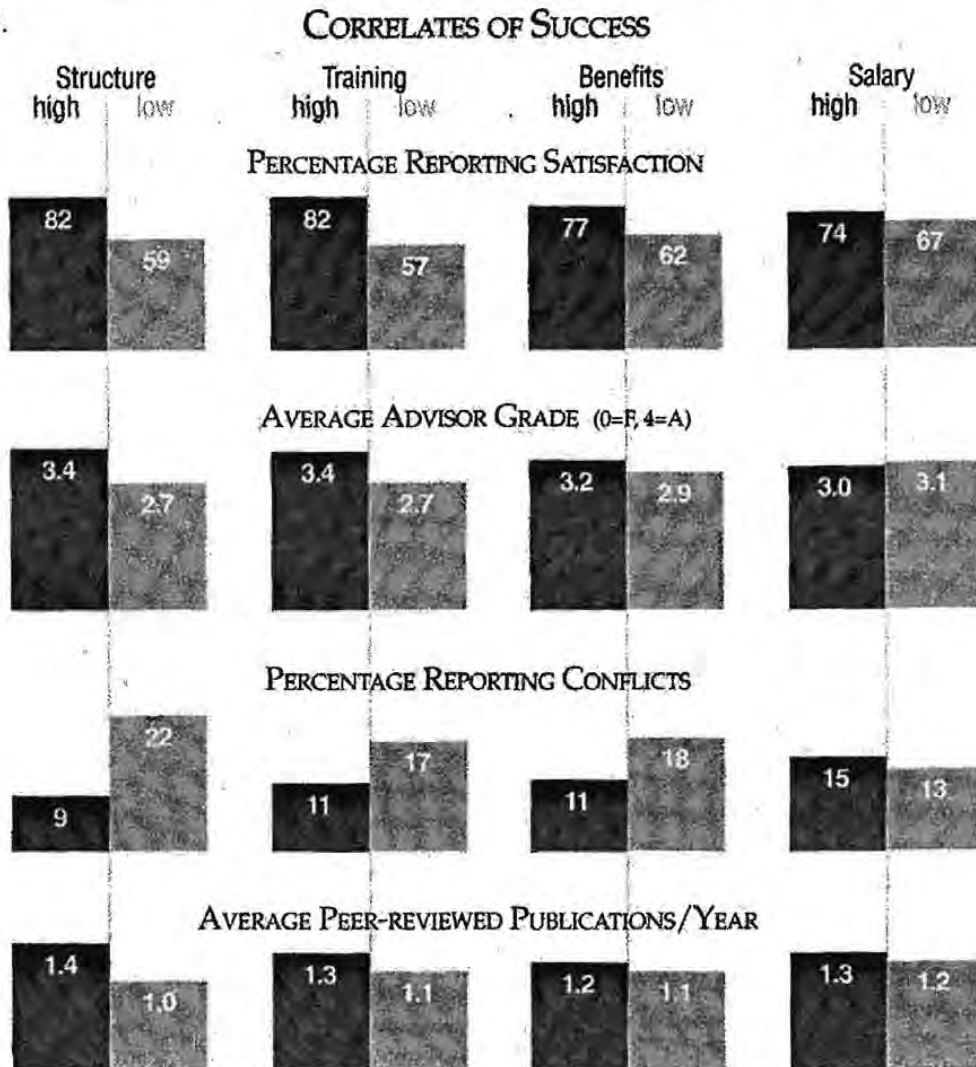 CORRELATES OF SUCCESS
Structure Training Benefits Salary
high low high low high low high low
PERCENTAGE REPORTING SATISFACTION
82 59 82 57 77 62 74 67
AVERAGE ADVISOR GRADE (0=F, 4=A)
3.4 2.7 3.4 2.7 3.2 2.9 3.0 3.1
PERCENTAGE REPORTING CONFLICTS
9 22 11 17 11 18 15 13
AVERAGE PEER-REVIEWED PUBLICATIONS/YEAR
1.4 1.0 1.3 1.1 1.2 1.1 1.3 1.2